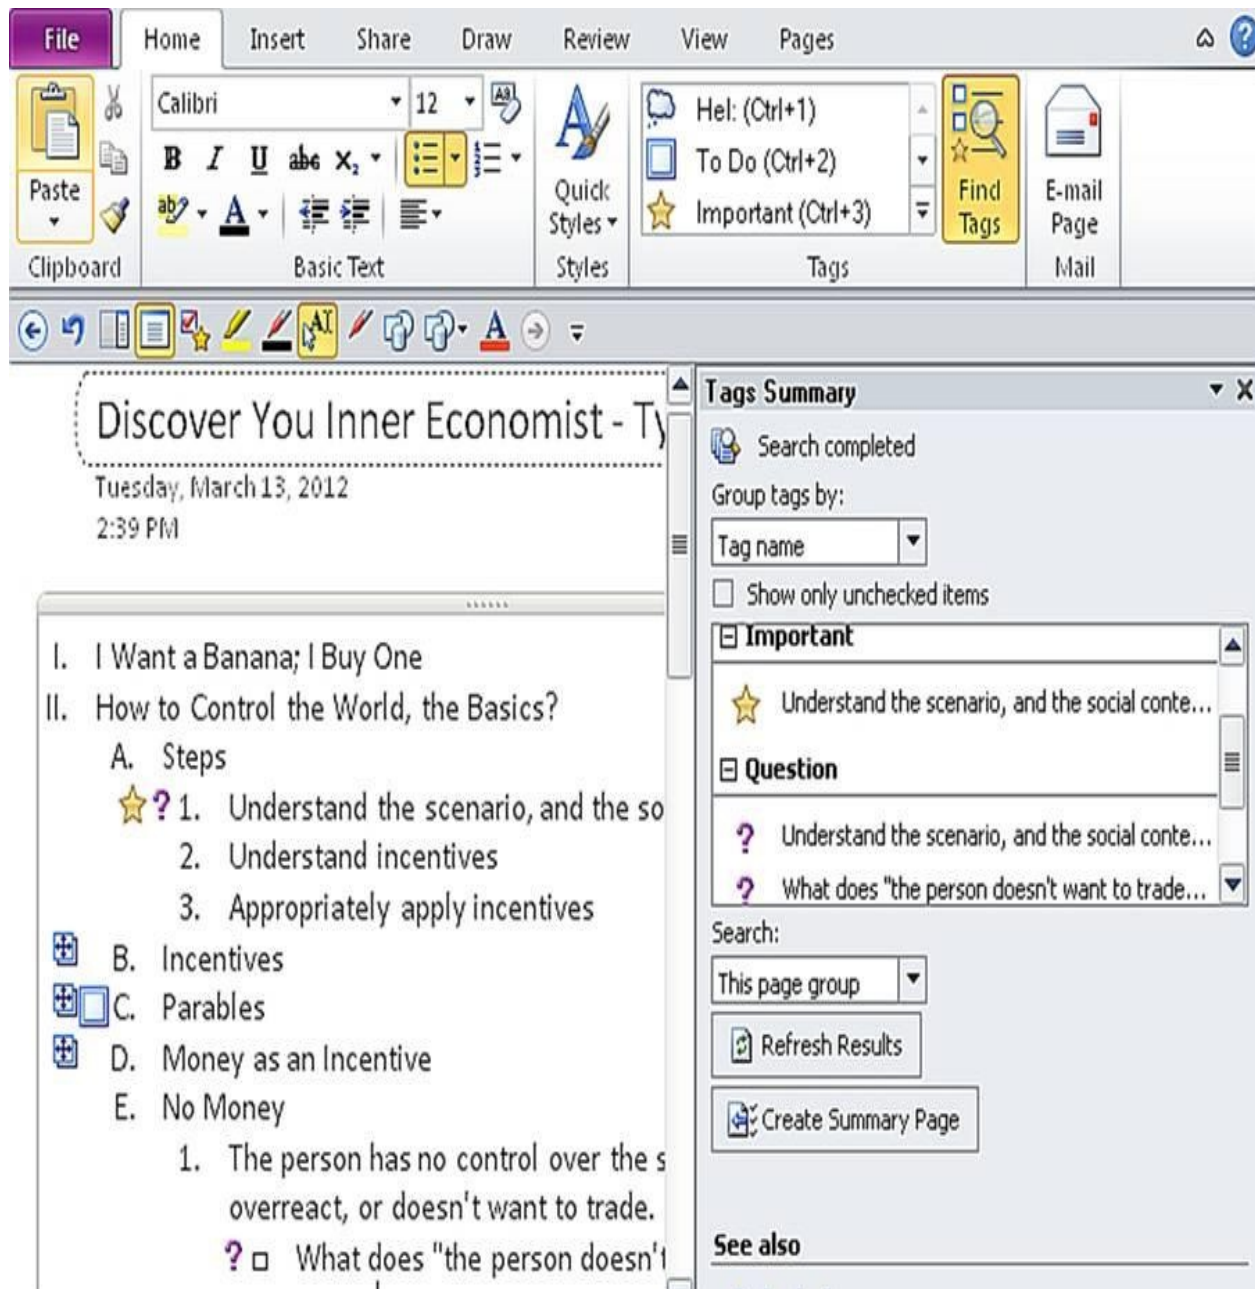 File Home Insert Share Draw Review View Pages
Calibri 12
Hel: (Ctrl+1)
B I U abc X₂
To Do (Ctrl+2)
Paste
Quick Styles
Important (Ctrl+3)
Find Tags
E-mail Page
Clipboard Basic Text Styles Tags Mail
Discover You Inner Economist - Ty
Tuesday, March 13, 2012
2:39 PM
I. I Want a Banana; I Buy One
II. How to Control the World, the Basics?
A. Steps
? 1. Understand the scenario, and the so
2. Understand incentives
3. Appropriately apply incentives
B. Incentives
C. Parables
D. Money as an Incentive
E. No Money
1. The person has no control over the s
overreact, or doesn't want to trade.
? What does "the person doesn't
Tags Summary
Search completed
Group tags by:
Tag name
Show only unchecked items
Important
Understand the scenario, and the social conte...
Question
? Understand the scenario, and the social conte...
? What does "the person doesn't want to trade...
Search:
This page group
Refresh Results
Create Summary Page
See also